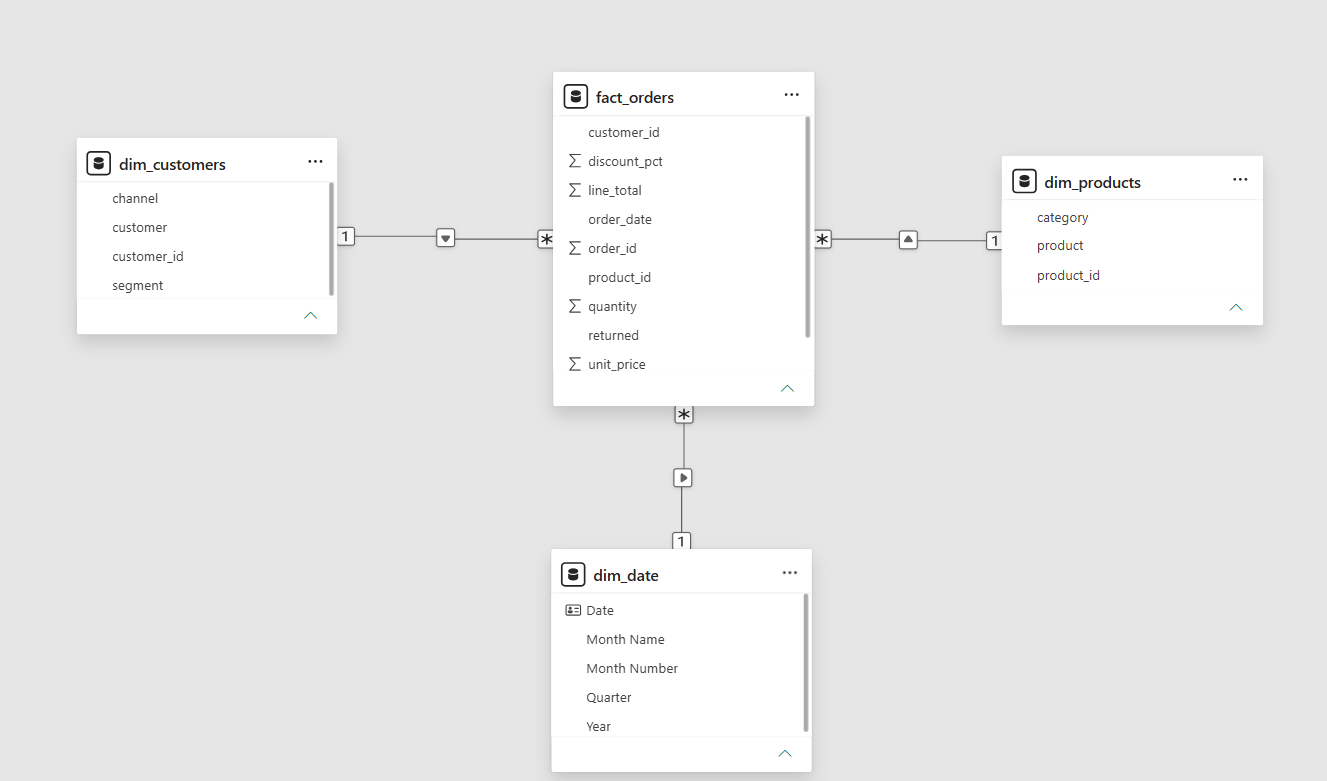 dim_customers
channel
customer
customer_id
segment
1
*
fact_orders
customer_id
Σ discount_pct
Σ line_total
order_date
Σ order_id
product_id
Σ quantity
returned
Σ unit_price
*
1
dim_products
category
product
product_id
*
1
dim_date
Date
Month Name
Month Number
Quarter
Year